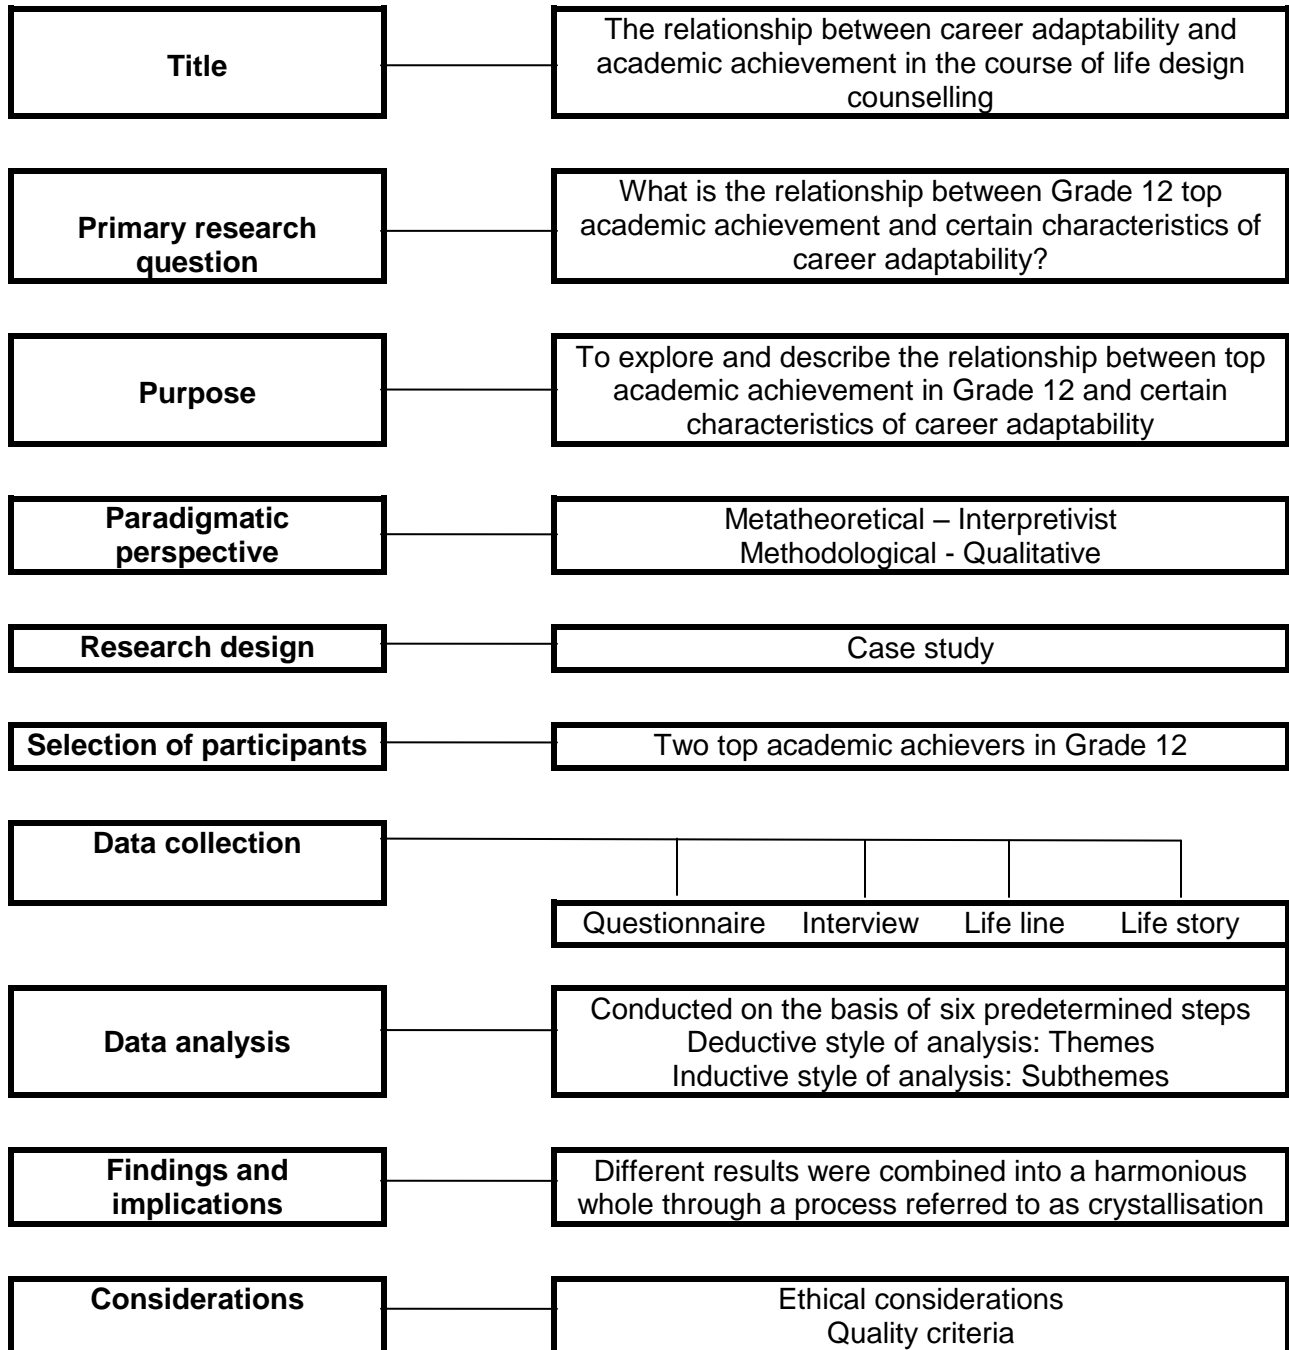 Title
The relationship between career adaptability and
academic achievement in the course of life design
counselling
Primary research
question
What is the relationship between Grade 12 top
academic achievement and certain characteristics of
career adaptability?
Purpose
To explore and describe the relationship between top
academic achievement in Grade 12 and certain
characteristics of career adaptability
Paradigmatic
perspective
Metatheoretical – Interpretivist
Methodological - Qualitative
Research design
Case study
Selection of participants
Two top academic achievers in Grade 12
Data collection
Questionnaire Interview Life line Life story
Data analysis
Conducted on the basis of six predetermined steps
Deductive style of analysis: Themes
Inductive style of analysis: Subthemes
Findings and
implications
Different results were combined into a harmonious
whole through a process referred to as crystallisation
Considerations
Ethical considerations
Quality criteria